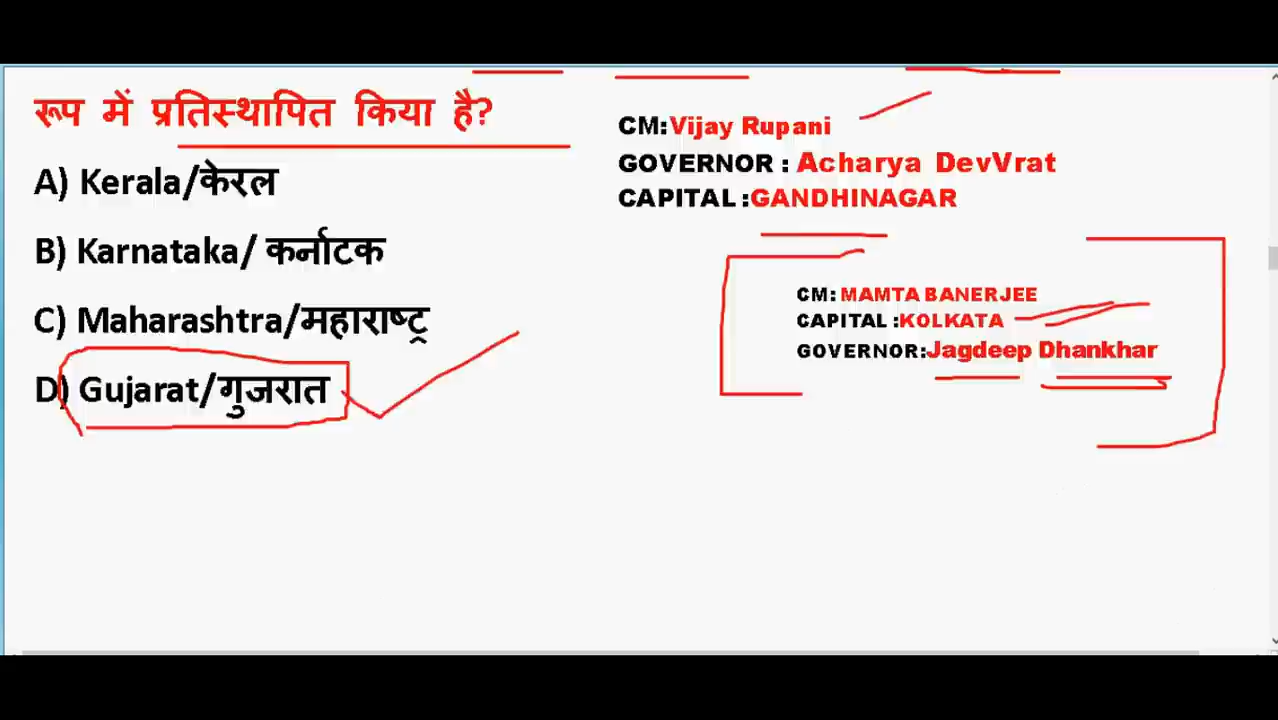 रूप में प्रतिस्थापित किया है?
A) Kerala/केरल
B) Karnataka/ कर्नाटक
C) Maharashtra/महाराष्ट्र
D) Gujarat/गुजरात
CM:Vijay Rupani
GOVERNOR : Acharya DevVrat
CAPITAL :GANDHINAGAR
CM: MAMTA BANERJEE
CAPITAL :KOLKATA
GOVERNOR:Jagdeep Dhankhar